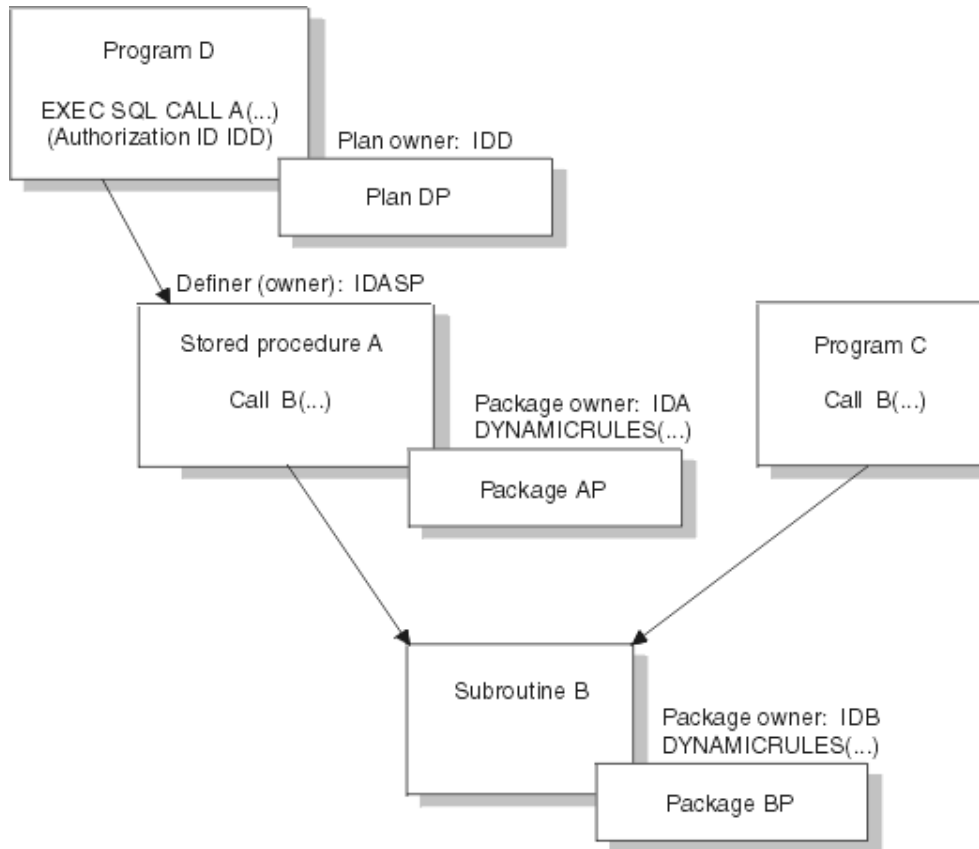 Program D
EXEC SQL CALL A(...)
(Authorization ID IDD)
Plan owner: IDD
Plan DP
Definer (owner): IDASP
Stored procedure A
Call B(...)
Package owner: IDA
DYNAMICRULES(...)
Package AP
Program C
Call B(...)
Subroutine B
Package owner: IDB
DYNAMICRULES(...)
Package BP